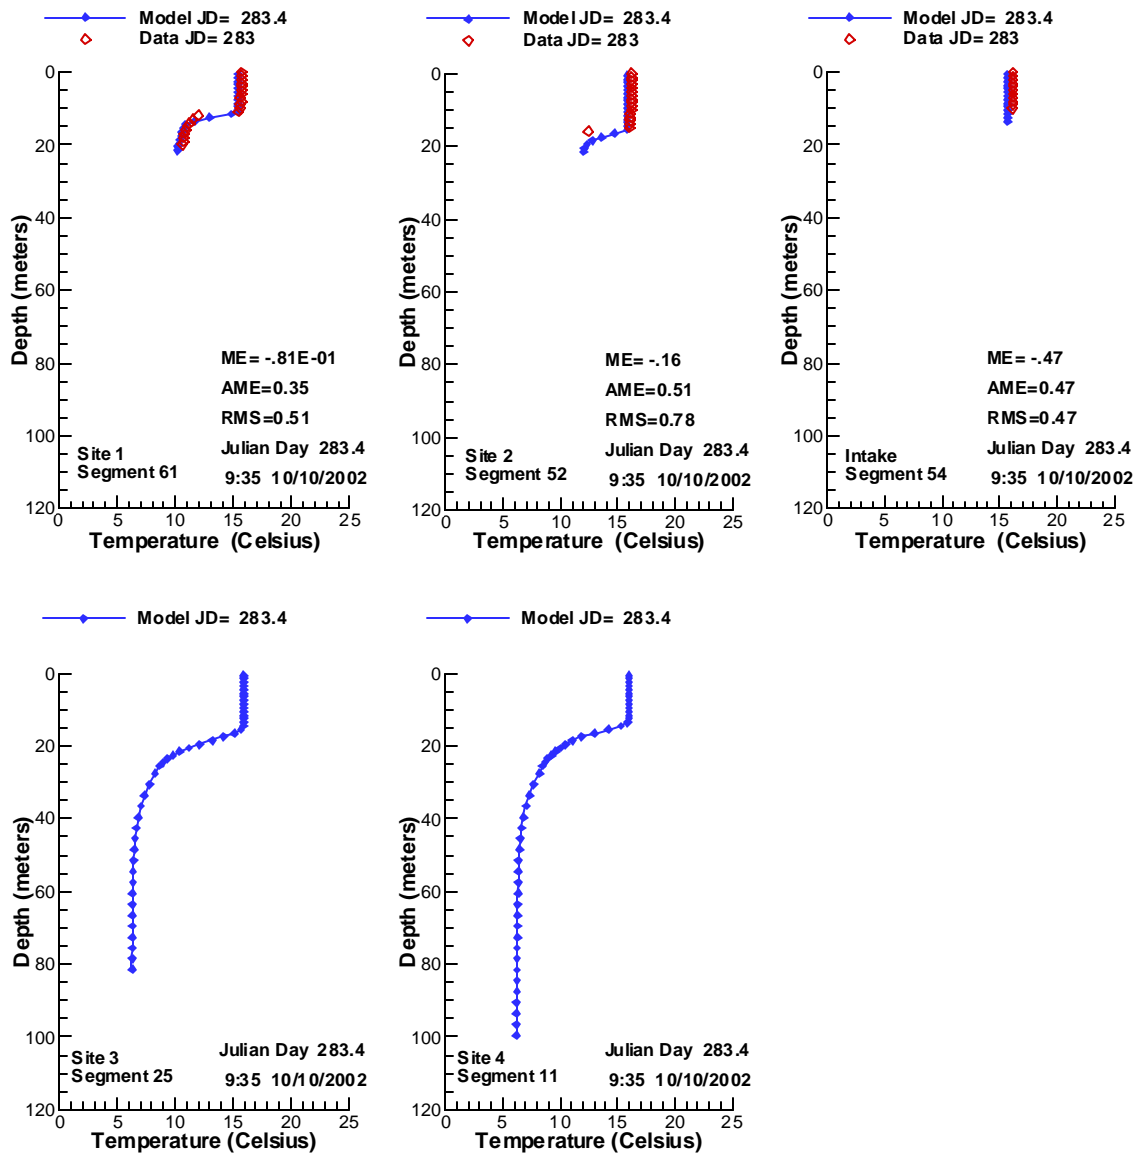 Model JD= 283.4
Data JD= 283
0
20
40
60
80
100
120
Depth (meters)
ME= -.81E-01
AME=0.35
RMS=0.51
Site 1
Segment 61
Julian Day 283.4
9:35 10/10/2002
0 5 10 15 20 25
Temperature (Celsius)
Model JD= 283.4
Data JD= 283
0
20
40
60
80
100
120
Depth (meters)
ME= -.16
AME=0.51
RMS=0.78
Site 2
Segment 52
Julian Day 283.4
9:35 10/10/2002
0 5 10 15 20 25
Temperature (Celsius)
Model JD= 283.4
Data JD= 283
0
20
40
60
80
100
120
Depth (meters)
ME= -.47
AME=0.47
RMS=0.47
Intake
Segment 54
Julian Day 283.4
9:35 10/10/2002
0 5 10 15 20 25
Temperature (Celsius)
Model JD= 283.4
0
20
40
60
80
100
120
Depth (meters)
Site 3
Segment 25
Julian Day 283.4
9:35 10/10/2002
0 5 10 15 20 25
Temperature (Celsius)
Model JD= 283.4
0
20
40
60
80
100
120
Depth (meters)
Site 4
Segment 11
Julian Day 283.4
9:35 10/10/2002
0 5 10 15 20 25
Temperature (Celsius)